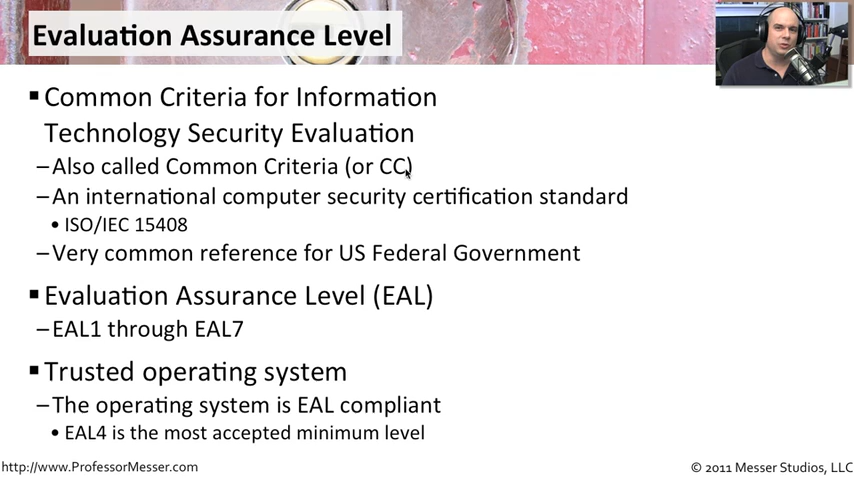 Evaluation Assurance Level
▪ Common Criteria for Information
Technology Security Evaluation
– Also called Common Criteria (or CC)
– An international computer security certification standard
• ISO/IEC 15408
– Very common reference for US Federal Government
▪ Evaluation Assurance Level (EAL)
– EAL1 through EAL7
▪ Trusted operating system
– The operating system is EAL compliant
• EAL4 is the most accepted minimum level
http://www.ProfessorMesser.com
© 2011 Messer Studios, LLC